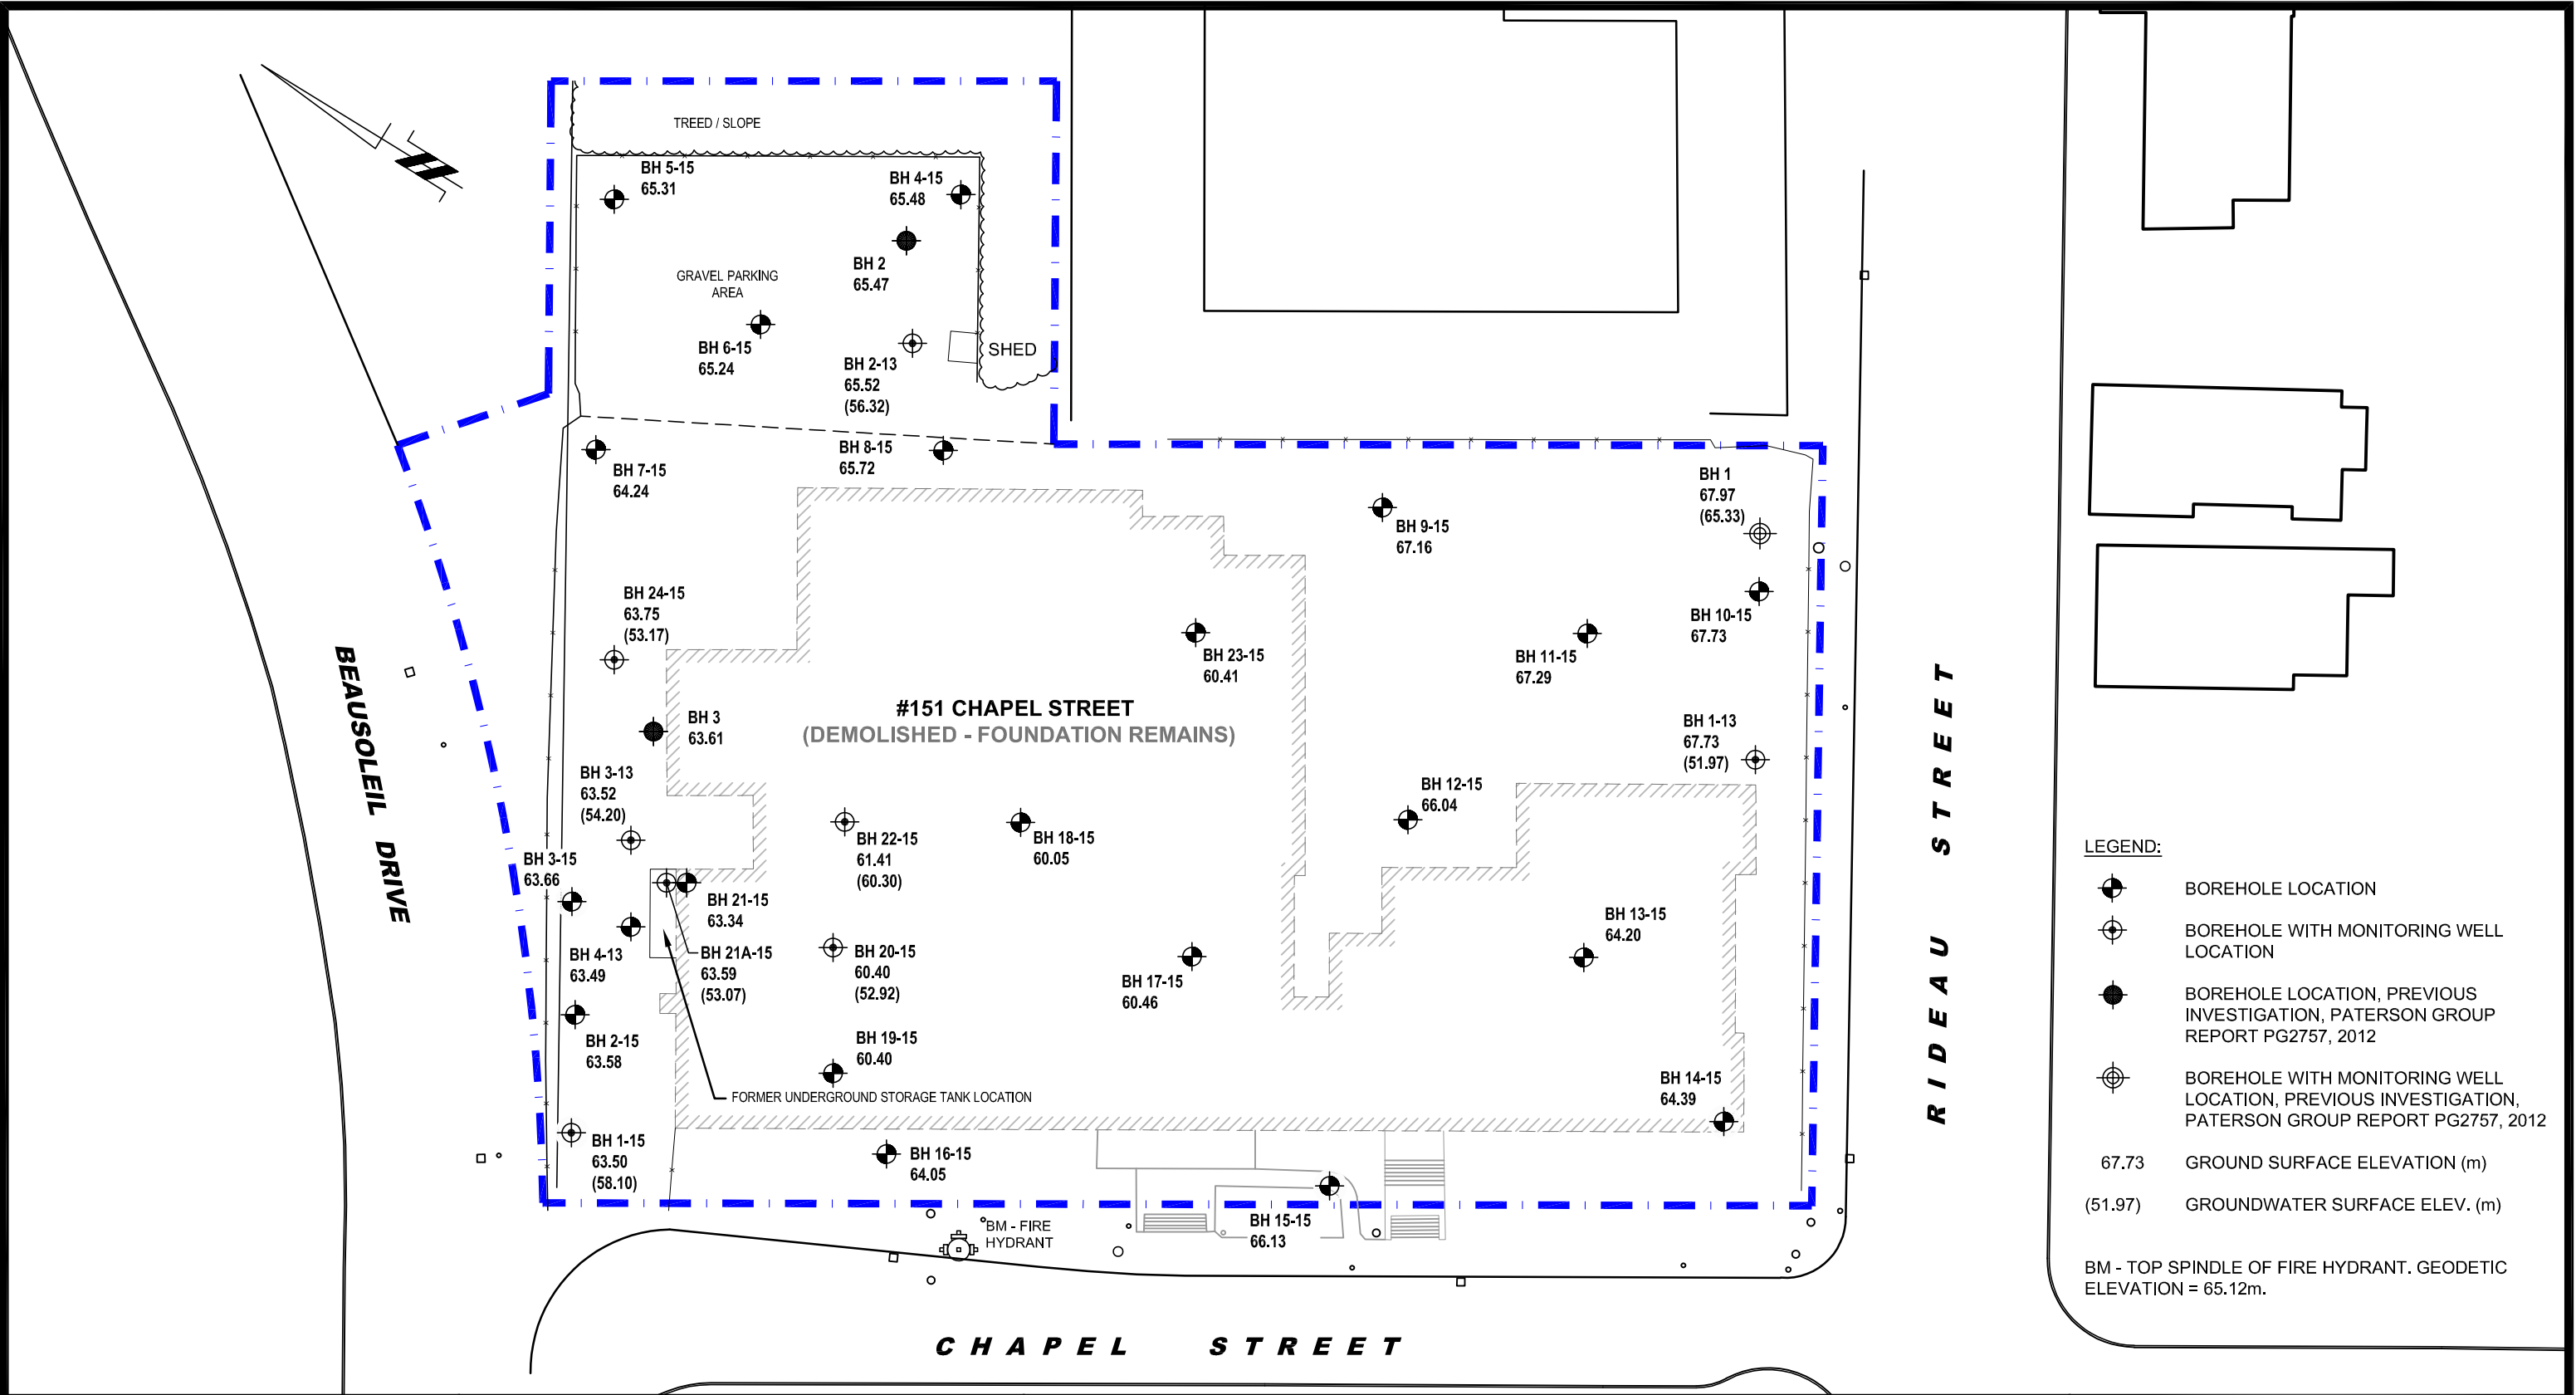 TREED / SLOPE
BH 5-15
65.31
BH 4-15
65.48
BH 2
65.47
GRAVEL PARKING
AREA
BH 6-15
65.24
SHED
BH 2-13
65.52
(56.32)
BH 8-15
65.72
BH 7-15
64.24
BH 1
67.97
(65.33)
BH 9-15
67.16
BH 24-15
63.75
(53.17)
BH 10-15
67.73
BH 23-15
60.41
BH 11-15
67.29
#151 CHAPEL STREET
(DEMOLISHED - FOUNDATION REMAINS)
BH 3
63.61
BH 1-13
67.73
(51.97)
BH 3-13
63.52
(54.20)
BH 12-15
66.04
BH 22-15
61.41
(60.30)
BH 18-15
60.05
BH 3-15
63.66
BH 21-15
63.34
BH 13-15
64.20
BH 4-13
63.49
BH 21A-15
63.59
(53.07)
BH 20-15
60.40
(52.92)
BH 17-15
60.46
BH 2-15
63.58
BH 19-15
60.40
FORMER UNDERGROUND STORAGE TANK LOCATION
BH 14-15
64.39
BH 1-15
63.50
(58.10)
BH 16-15
64.05
BH 15-15
66.13
BM - FIRE
HYDRANT
BEAUSOLEIL DRIVE
RIDEAU STREET
CHAPEL STREET
LEGEND:
BOREHOLE LOCATION
BOREHOLE WITH MONITORING WELL
LOCATION
BOREHOLE LOCATION, PREVIOUS
INVESTIGATION, PATERSON GROUP
REPORT PG2757, 2012
BOREHOLE WITH MONITORING WELL
LOCATION, PREVIOUS INVESTIGATION,
PATERSON GROUP REPORT PG2757, 2012
67.73 GROUND SURFACE ELEVATION (m)
(51.97) GROUNDWATER SURFACE ELEV. (m)
BM - TOP SPINDLE OF FIRE HYDRANT. GEODETIC
ELEVATION = 65.12m.